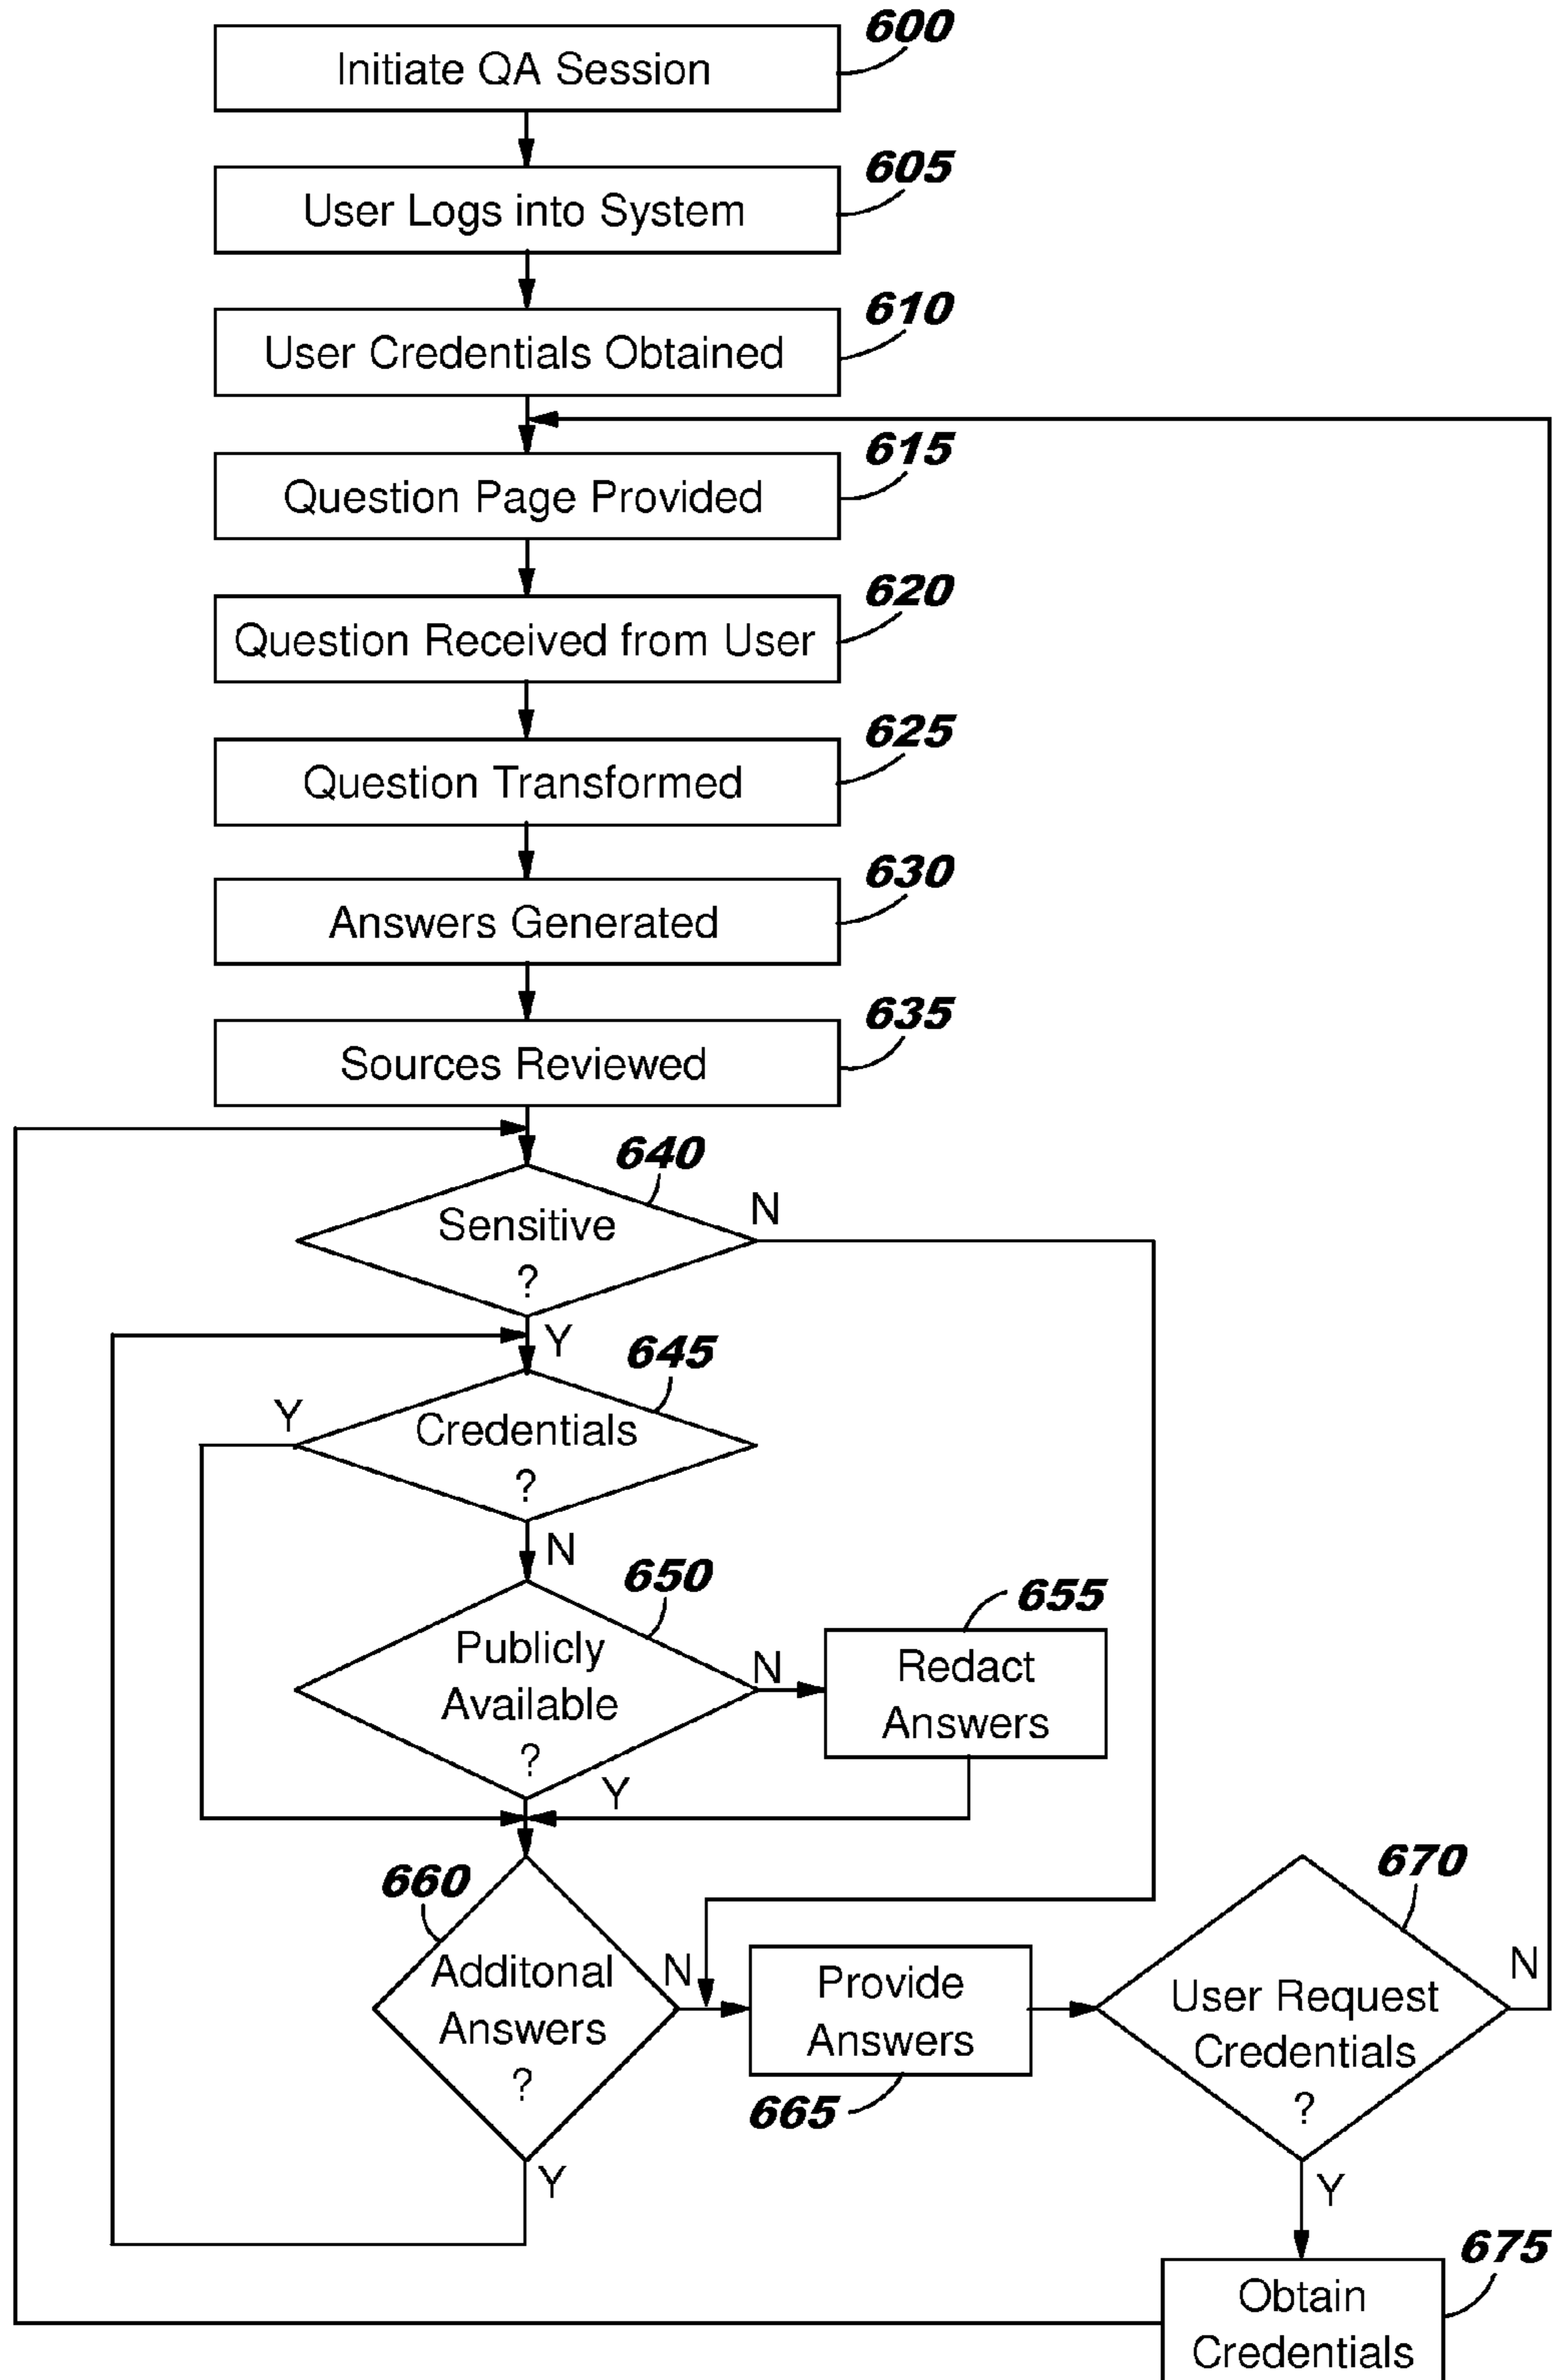 600
Initiate QA Session
605
User Logs into System
610
User Credentials Obtained
615
Question Page Provided
620
Question Received from User
625
Question Transformed
630
Answers Generated
635
Sources Reviewed
640
Sensitive
?
N
Y
645
Credentials
?
Y
N
650
Publicly
Available
?
N
Y
655
Redact
Answers
660
Additonal
Answers
?
N
Y
Provide
Answers
665
670
User Request
Credentials
?
N
Y
675
Obtain
Credentials